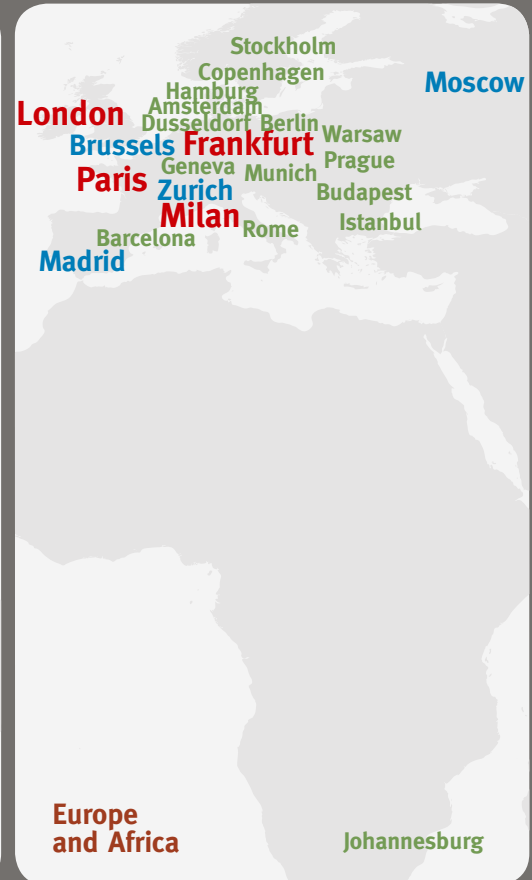 Stockholm
Copenhagen
Moscow
Hamburg
Amsterdam
London
Dusseldorf Berlin
Warsaw
Brussels Frankfurt
Prague
Geneva Munich
Paris
Zurich
Budapest
Milan
Istanbul
Rome
Barcelona
Madrid
Europe
and Africa
Johannesburg